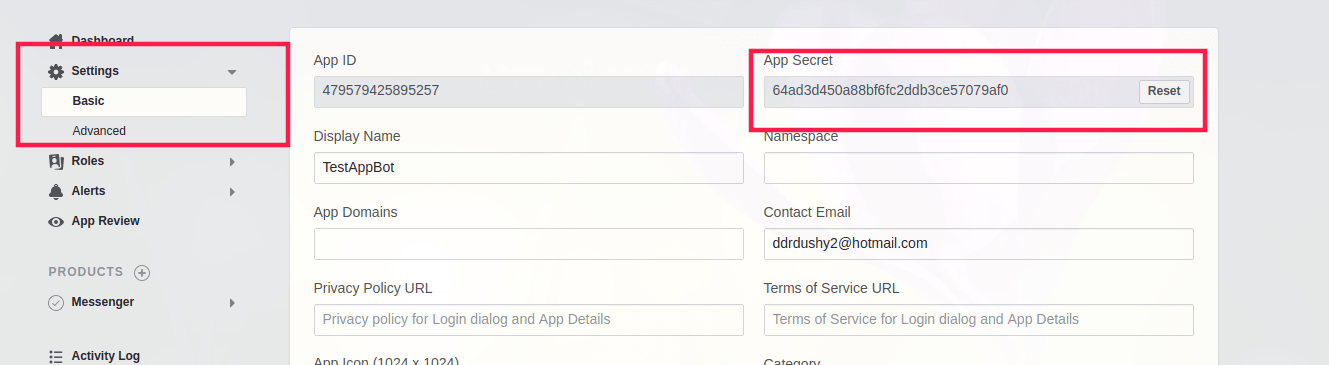 Dashboard
Settings
Basic
Advanced
Roles
Alerts
App Review
PRODUCTS
Messenger
Activity Log
App ID
479579425895257
App Secret
64ad3d450a88bf6fc2ddb3ce57079af0
Reset
Display Name
TestAppBot
Namespace
App Domains
Contact Email
ddrdushy2@hotmail.com
Privacy Policy URL
Privacy policy for Login dialog and App Details
Terms of Service URL
Terms of Service for Login dialog and App Details
App Icon (1024 x 1024)
Category